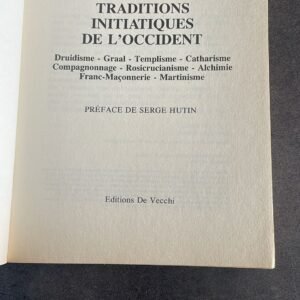 TRADITIONS
INITIATIQUES
DE L'OCCIDENT
Druidisme - Graal - Templisme - Catharisme
Compagnonnage - Rosicrucianisme - Alchimie
Franc-Maçonnerie - Martinisme
PRÉFACE DE SERGE HUTIN
Editions De Vecchi